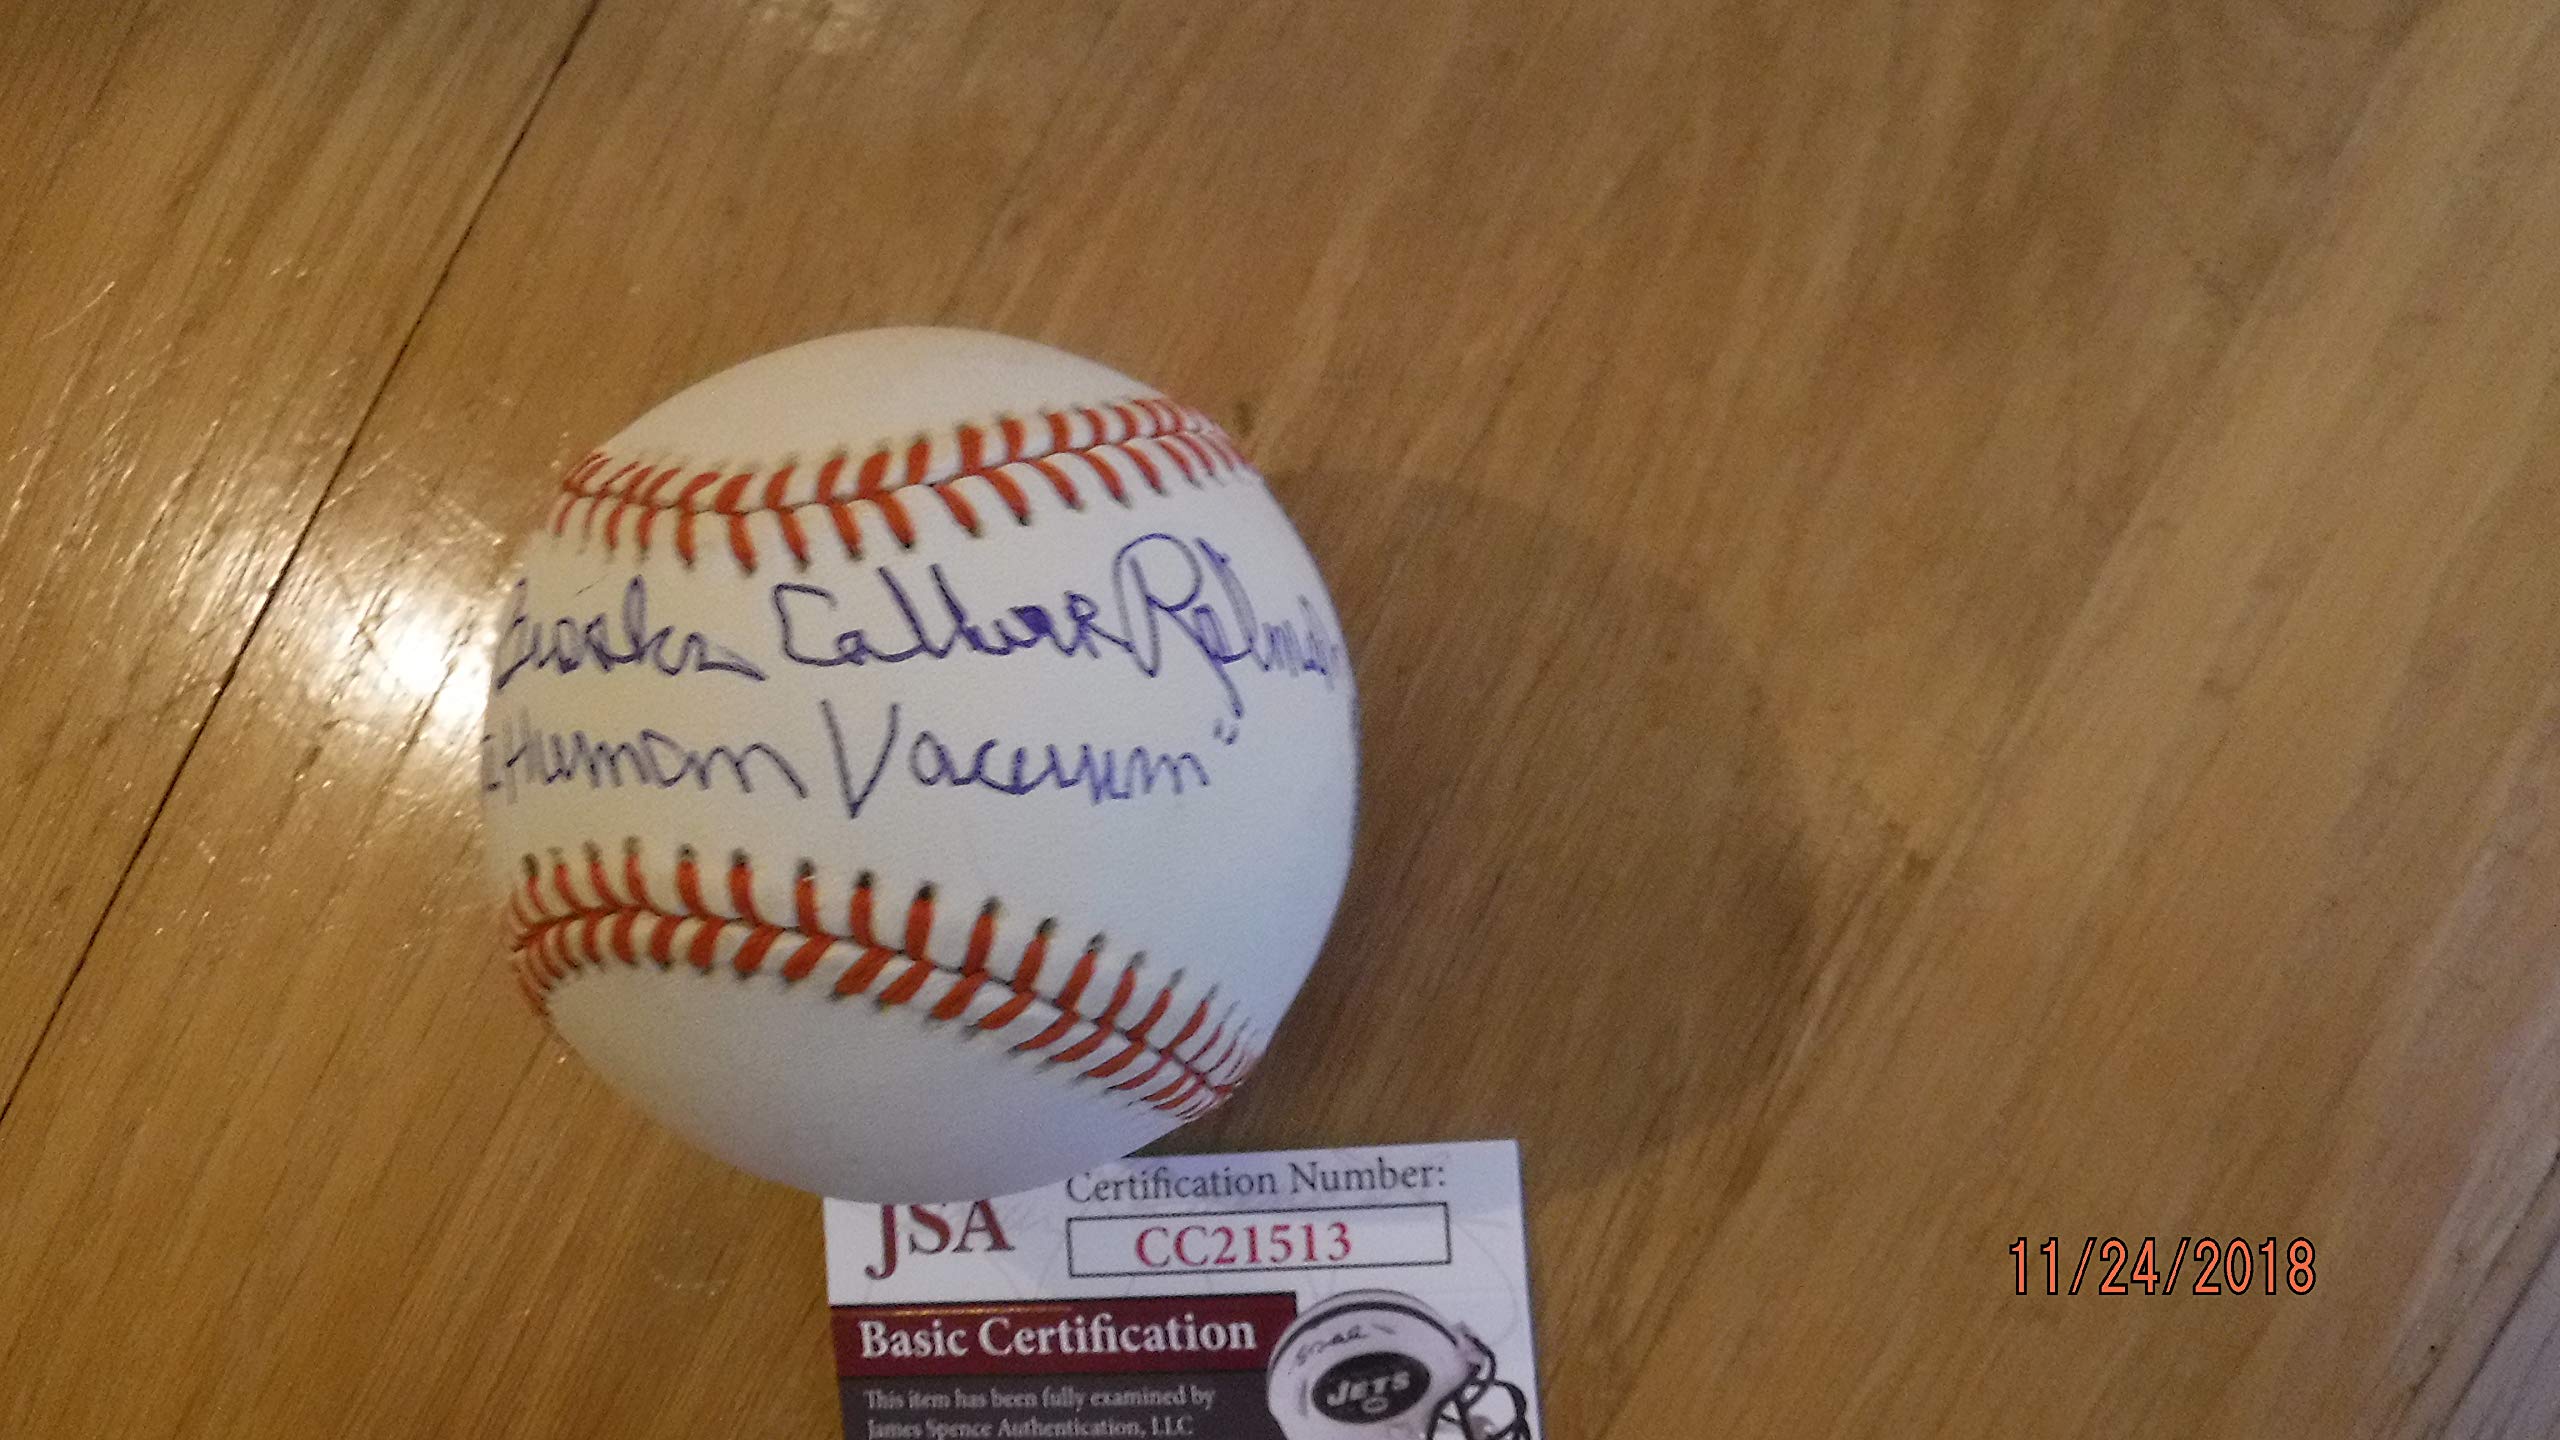 Brooks Calbert Robinson
"Human Vacuum"
JSA
Certification Number:
CC21513
Basic Certification
This item has been fully examined by
James Spence Authentication, LLC
JETS
11/24/2018